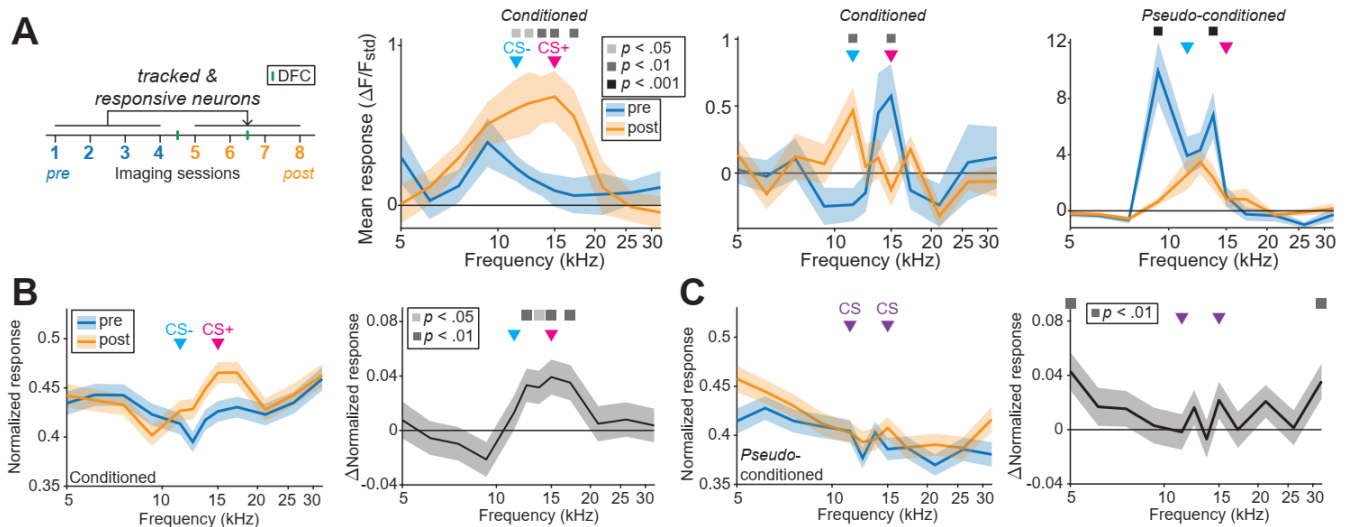 A
tracked &
responsive neurons
DFC
1 2 3 4 5 6 7 8
pre Imaging sessions post
Conditioned
CS- CS+
p < .05
p < .01
p < .001
pre
post
Mean response (ΔF/Fstd)
1
0
5 10 15 20 25 30
Frequency (kHz)
Conditioned
1
0.5
0
5 10 15 20 25 30
Frequency (kHz)
Pseudo-conditioned
12
8
4
0
5 10 15 20 25 30
Frequency (kHz)
B
pre
post
CS- CS+
Normalized response
0.5
0.45
0.4
0.35
Conditioned
5 10 15 20 30
Frequency (kHz)
p < .05
p < .01
ΔNormalized response
0.08
0.04
0
-0.04
5 10 15 20 25 30
Frequency (kHz)
C
CS CS
Normalized response
0.5
0.45
0.4
0.35
Pseudo-
conditioned
5 10 15 20 25 30
Frequency (kHz)
p < .01
ΔNormalized response
0.08
0.04
0
-0.04
5 10 15 20 25 30
Frequency (kHz)